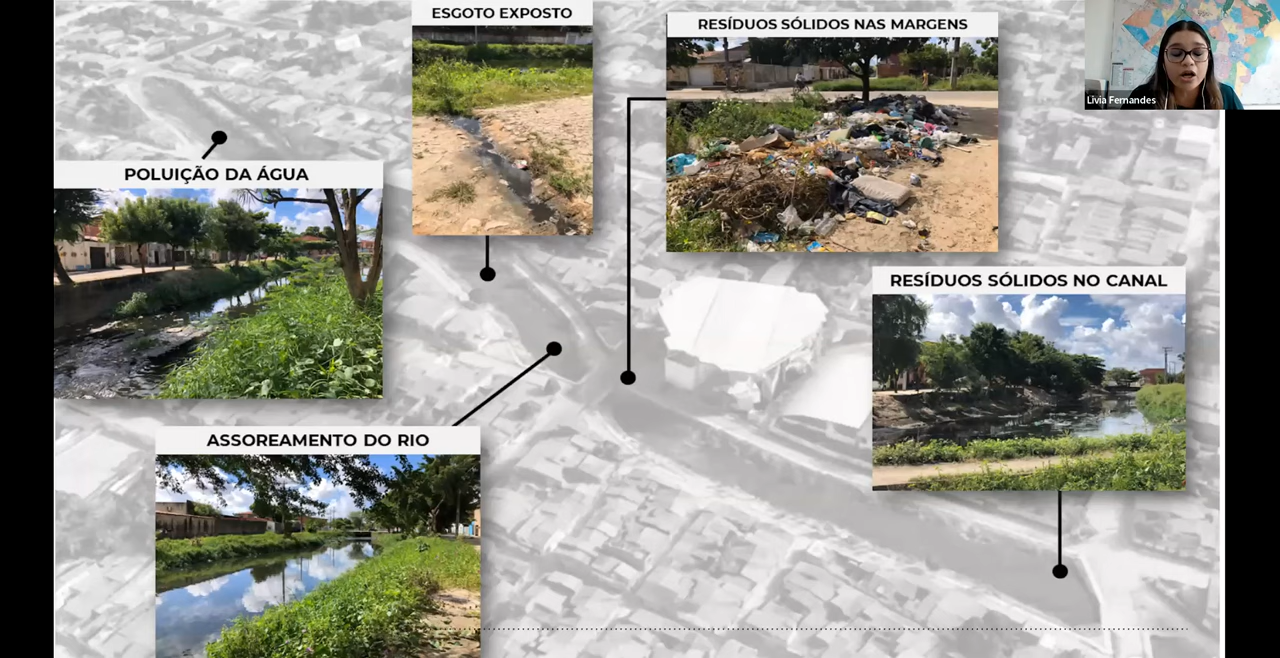 ESGOTO EXPOSTO
RESÍDUOS SÓLIDOS NAS MARGENS
Livia Fernandes
POLUIÇÃO DA ÁGUA
RESÍDUOS SÓLIDOS NO CANAL
ASSOREAMENTO DO RIO